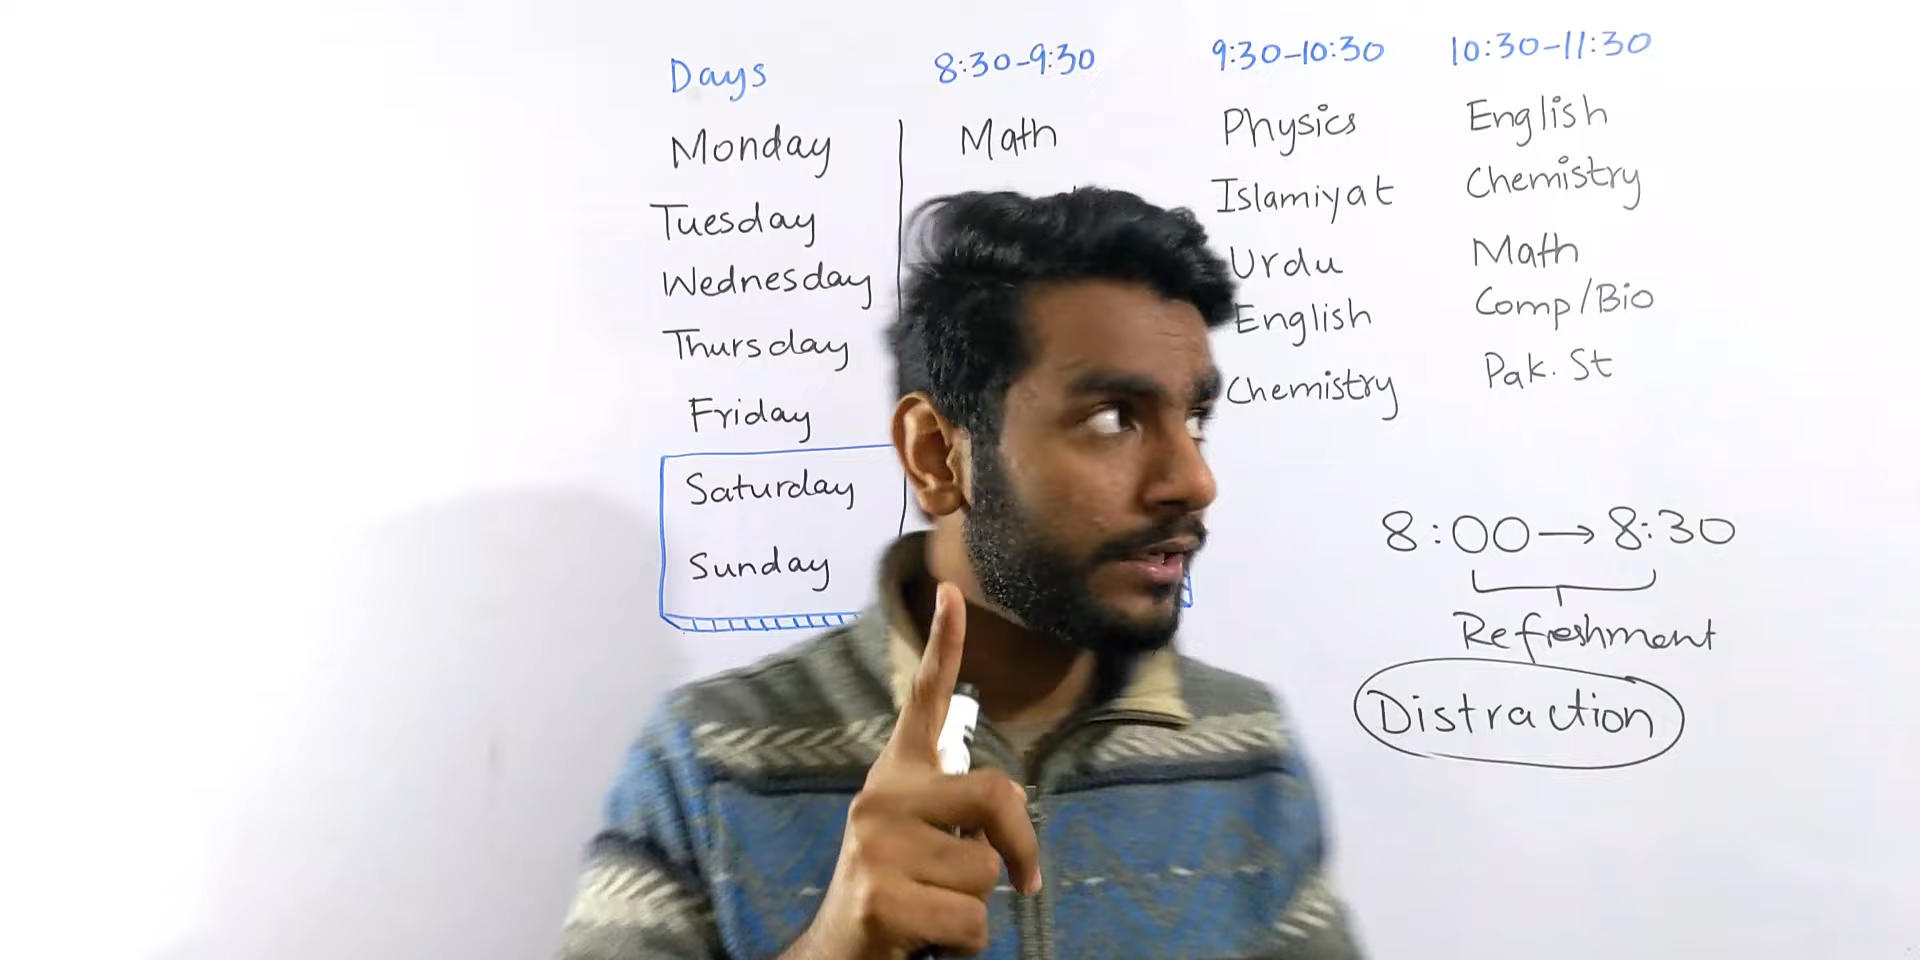 Days 8:30-9:30 9:30-10:30 10:30-11:30
Monday Math Physics English
Tuesday Islamiyat Chemistry
Wednesday Urdu Math
Thursday English Comp/Bio
Friday Chemistry Pak. St
Saturday
Sunday
8:00→8:30
Refreshment
Distraction